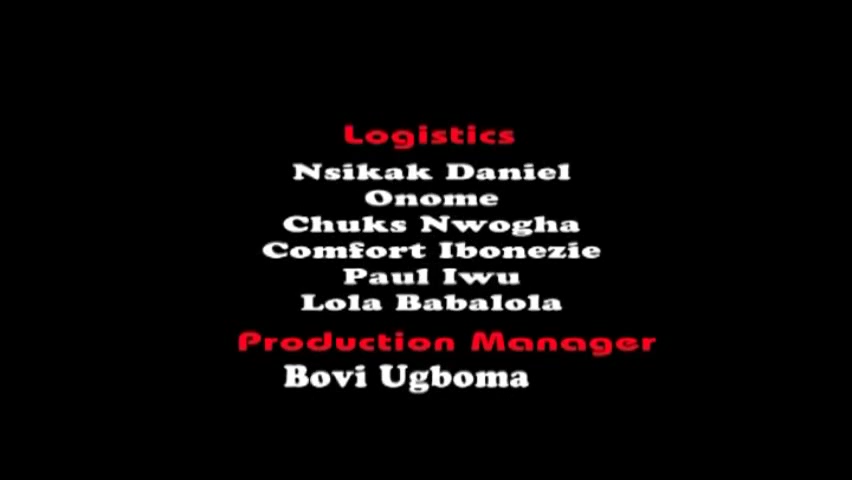 Logistics
Nsikak Daniel
Onome
Chuks Nwogha
Comfort Ibonezie
Paul Iwu
Lola Babalola
Production Manager
Bovi Ugboma